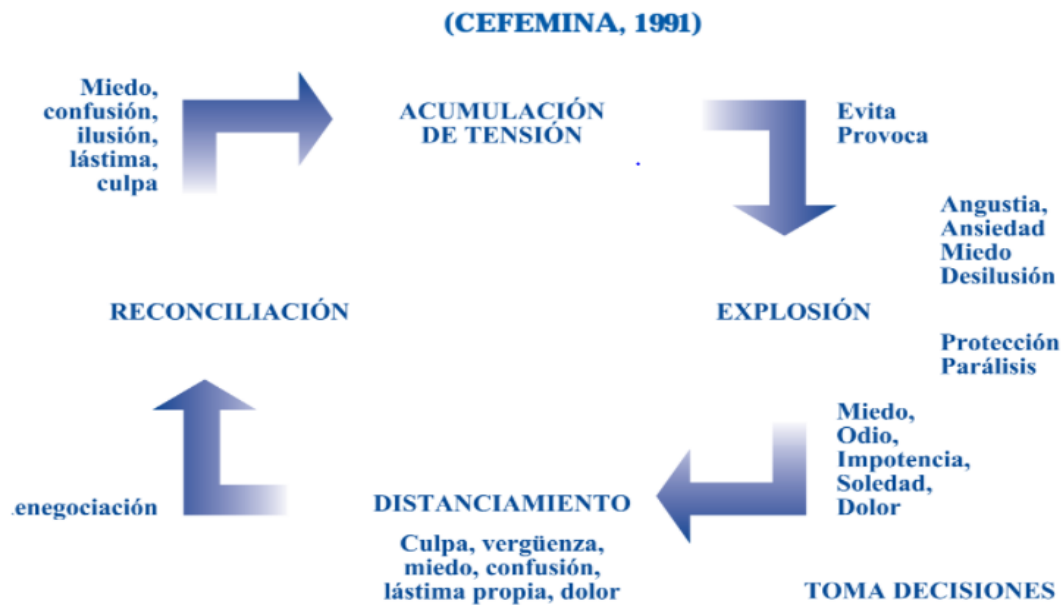 (CEFEMINA, 1991)
Miedo,
confusión,
ilusión,
lástima,
culpa
ACUMULACIÓN
DE TENSIÓN
Evita
Provoca
Angustia,
Ansiedad
Miedo
Desilusión
RECONCILIACIÓN
EXPLOSIÓN
Protección
Parálisis
Miedo,
Odio,
Impotencia,
Soledad,
Dolor
.enegociación
DISTANCIAMIENTO
Culpa, vergüenza,
miedo, confusión,
lástima propia, dolor
TOMA DECISIONES